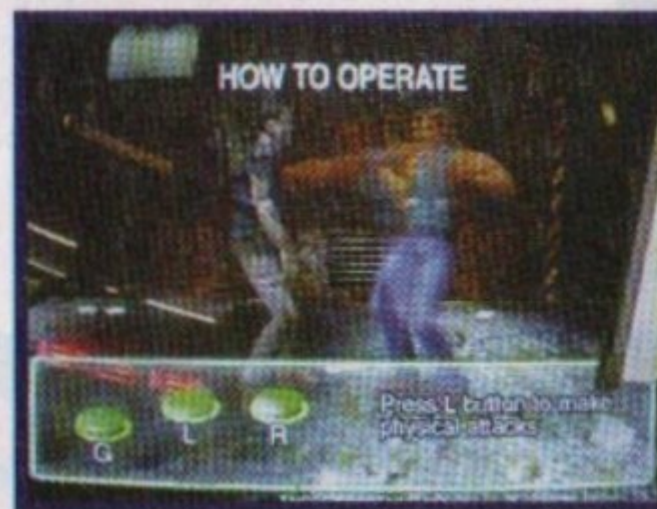 HOW TO OPERATE
G
L
R
Press L button to make
physical attacks